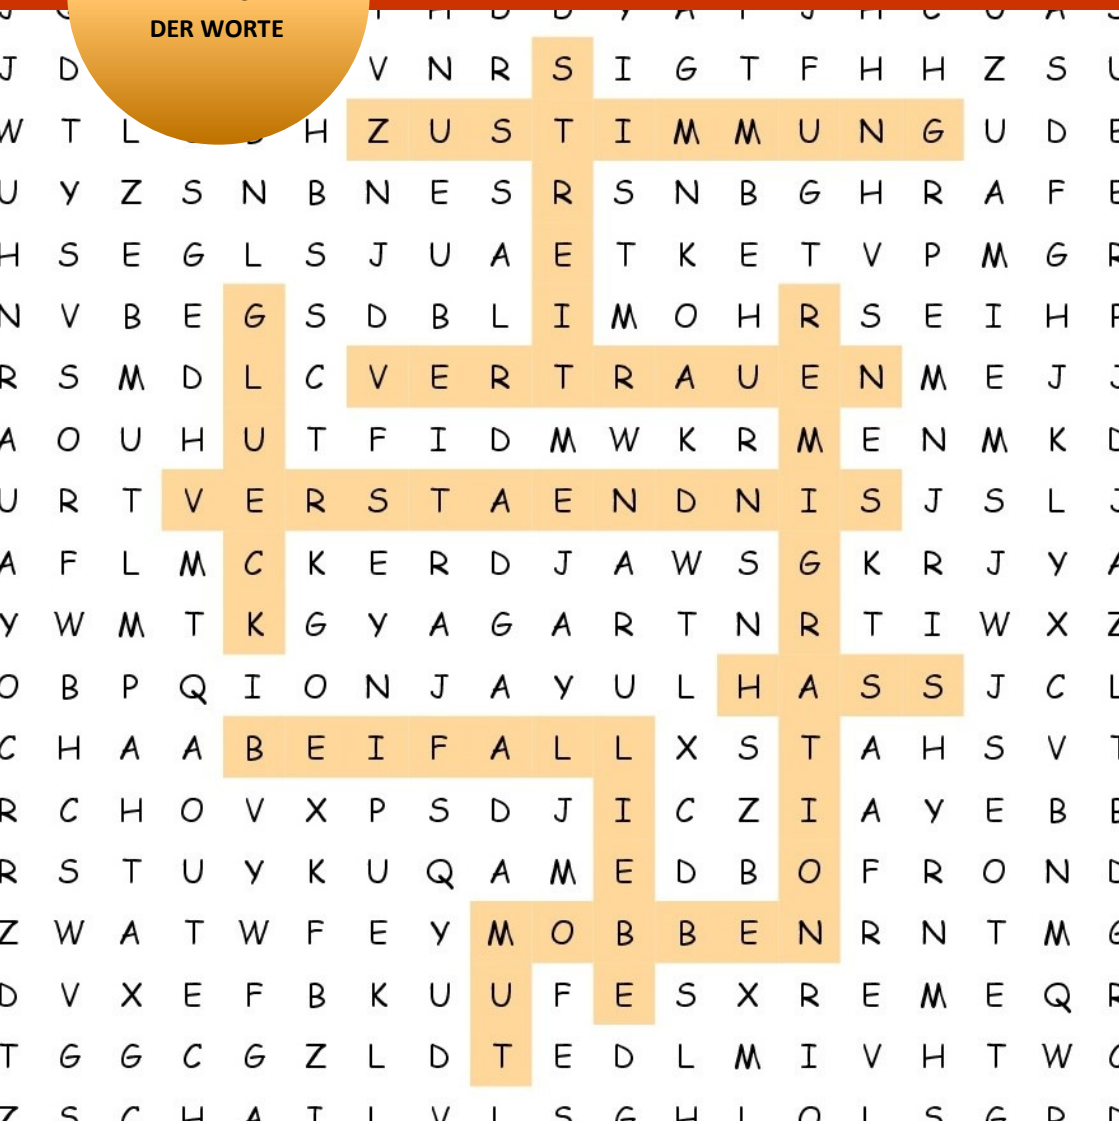 DER WORTE
J D V N R S I G T F H H Z S U
W T L H Z U S T I M M U N G U D E
U Y Z S N B N E S R S N B G H R A F E
H S E G L S J U A E T K E T V P M G R
N V B E G S D B L I M O H R S E I H
R S M D L C V E R T R A U E N M E J J
A O U H U T F I D M W K R M E N M K D
U R T V E R S T A E N D N I S J S L J
A F L M C K E R D J A W S G K R J Y A
Y W M T K G Y A G A R T N R T I W X Z
O B P Q I O N J A Y U L H A S S J C L
C H A A B E I F A L L X S T A H S V T
R C H O V X P S D J I C Z I A Y E B E
R S T U Y K U Q A M E D B O F R O N D
Z W A T W F E Y M O B B E N R N T M G
D V X E F B K U U F E S X R E M E Q R
T G G C G Z L D T E D L M I V H T W